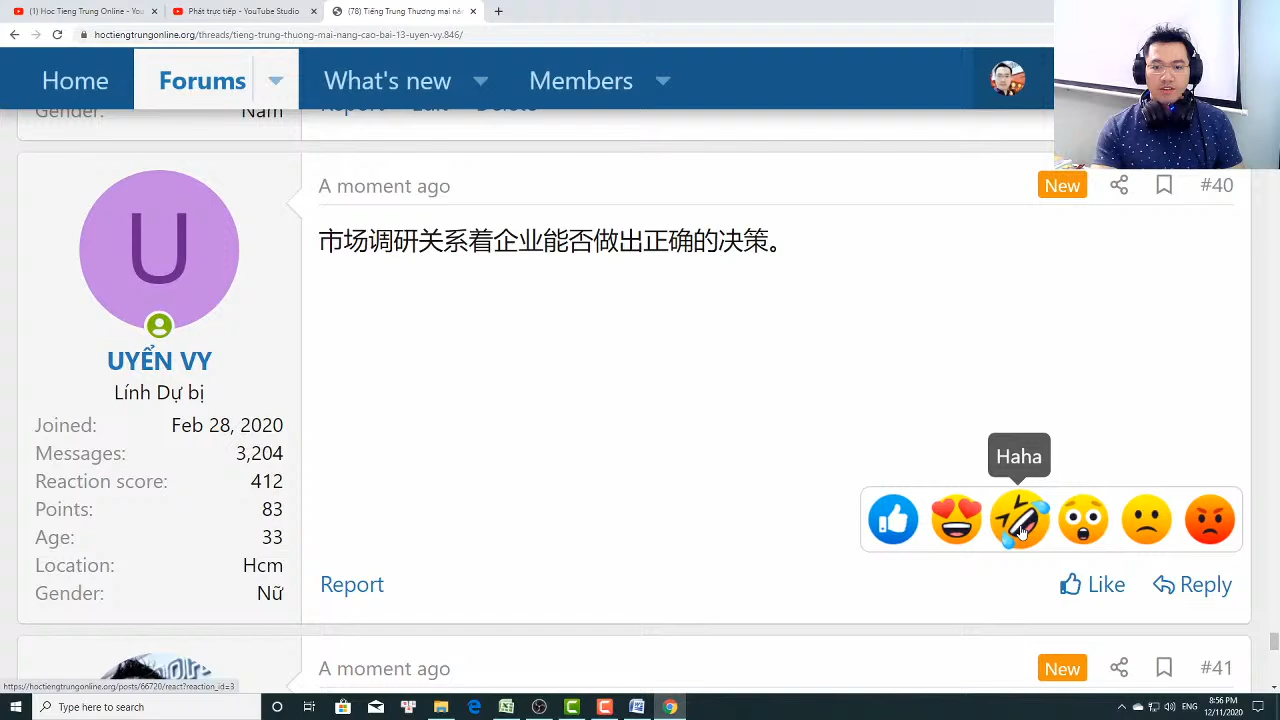 (1) Hoc Tieng Trung Online - You
Phát trực tiếp - YouTube Studio
(78) Tiếng Trung Thương mại nâ
hoctiengtrungonline.org/threads/tieng-trung-thuong-mai-nang-cao-bai-13-uyen-vy.846/
Home
Forums
What's new
Members
Gender: Nam
Report Edit Delete
A moment ago
New
#40
市场调研关系着企业能否做出正确的决策。
U
UYỂN VY
Lính Dự bị
Joined: Feb 28, 2020
Messages: 3,204
Reaction score: 412
Points: 83
Age: 33
Location: Hcm
Gender: Nữ
Haha
Report
Like
Reply
A moment ago
New
#41
https://hoctiengtrungonline.org/posts/66720/react?reaction_id=3
Type here to search
ENG
8:56 PM
12/11/2020